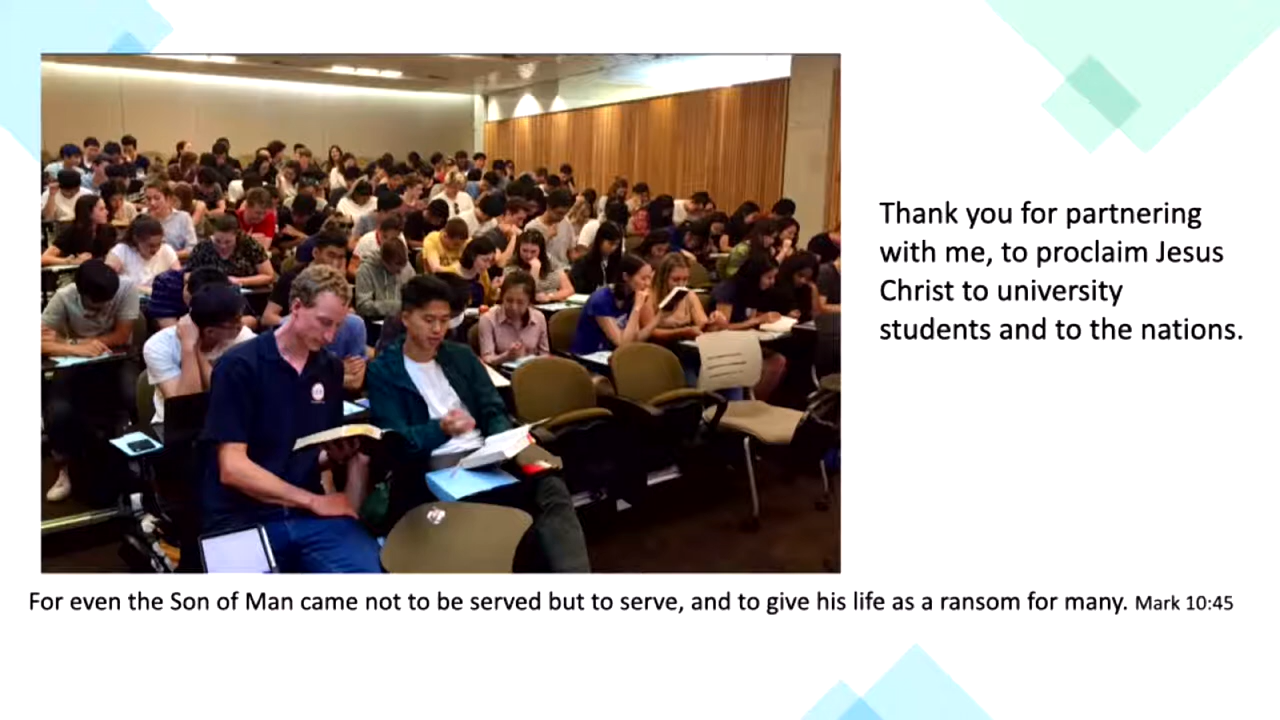 Thank you for partnering
with me, to proclaim Jesus
Christ to university
students and to the nations.
For even the Son of Man came not to be served but to serve, and to give his life as a ransom for many. Mark 10:45